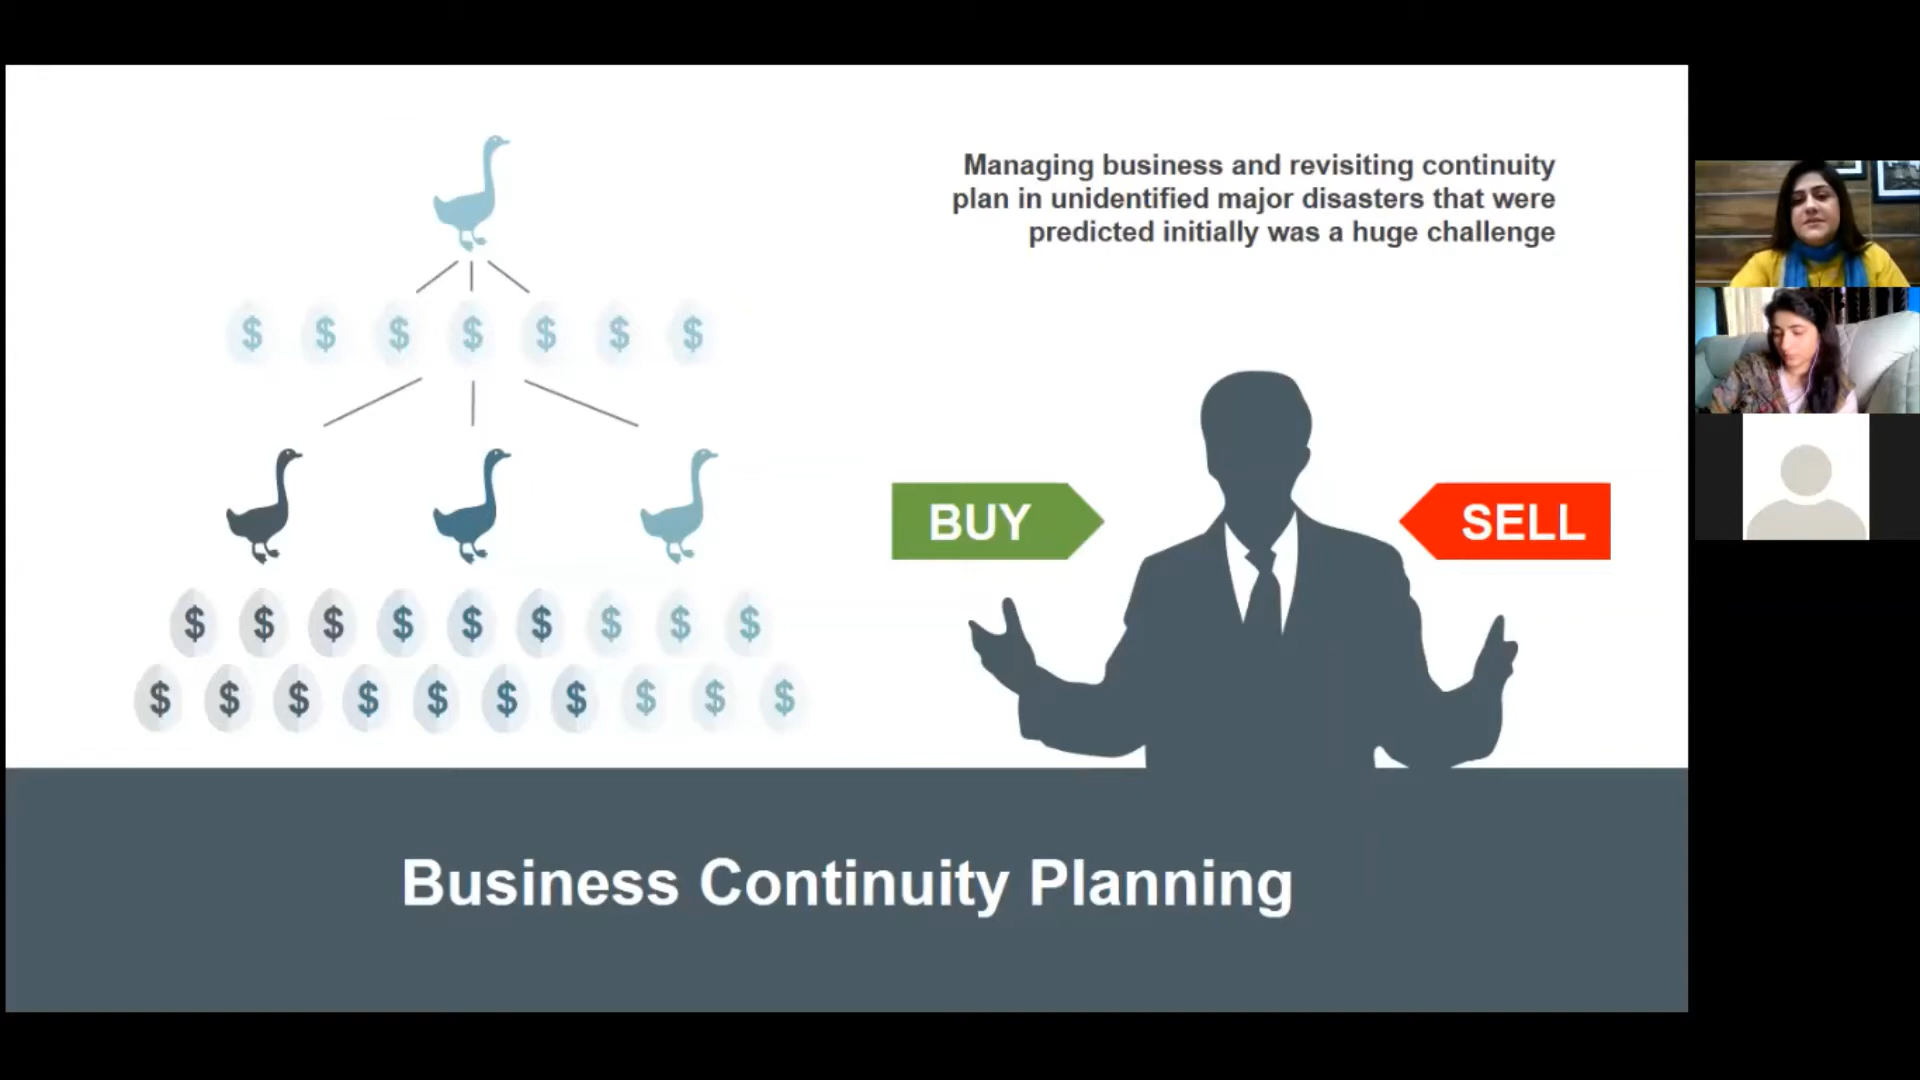 Managing business and revisiting continuity
plan in unidentified major disasters that were
predicted initially was a huge challenge
$ $ $ $ $ $ $
BUY
SELL
$ $ $ $ $ $ $ $ $
$ $ $ $ $ $ $ $ $ $
Business Continuity Planning